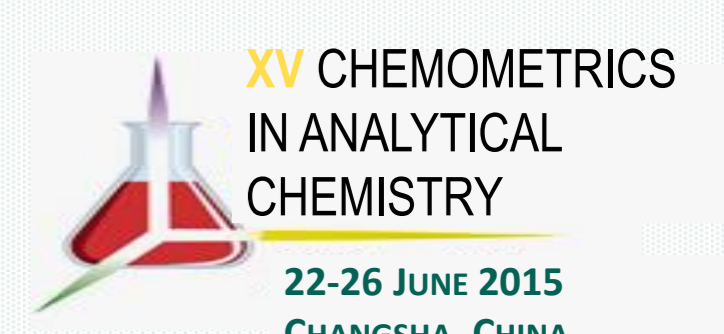 XV CHEMOMETRICS
IN ANALYTICAL
CHEMISTRY
22-26 JUNE 2015
CHANGSHA, CHINA